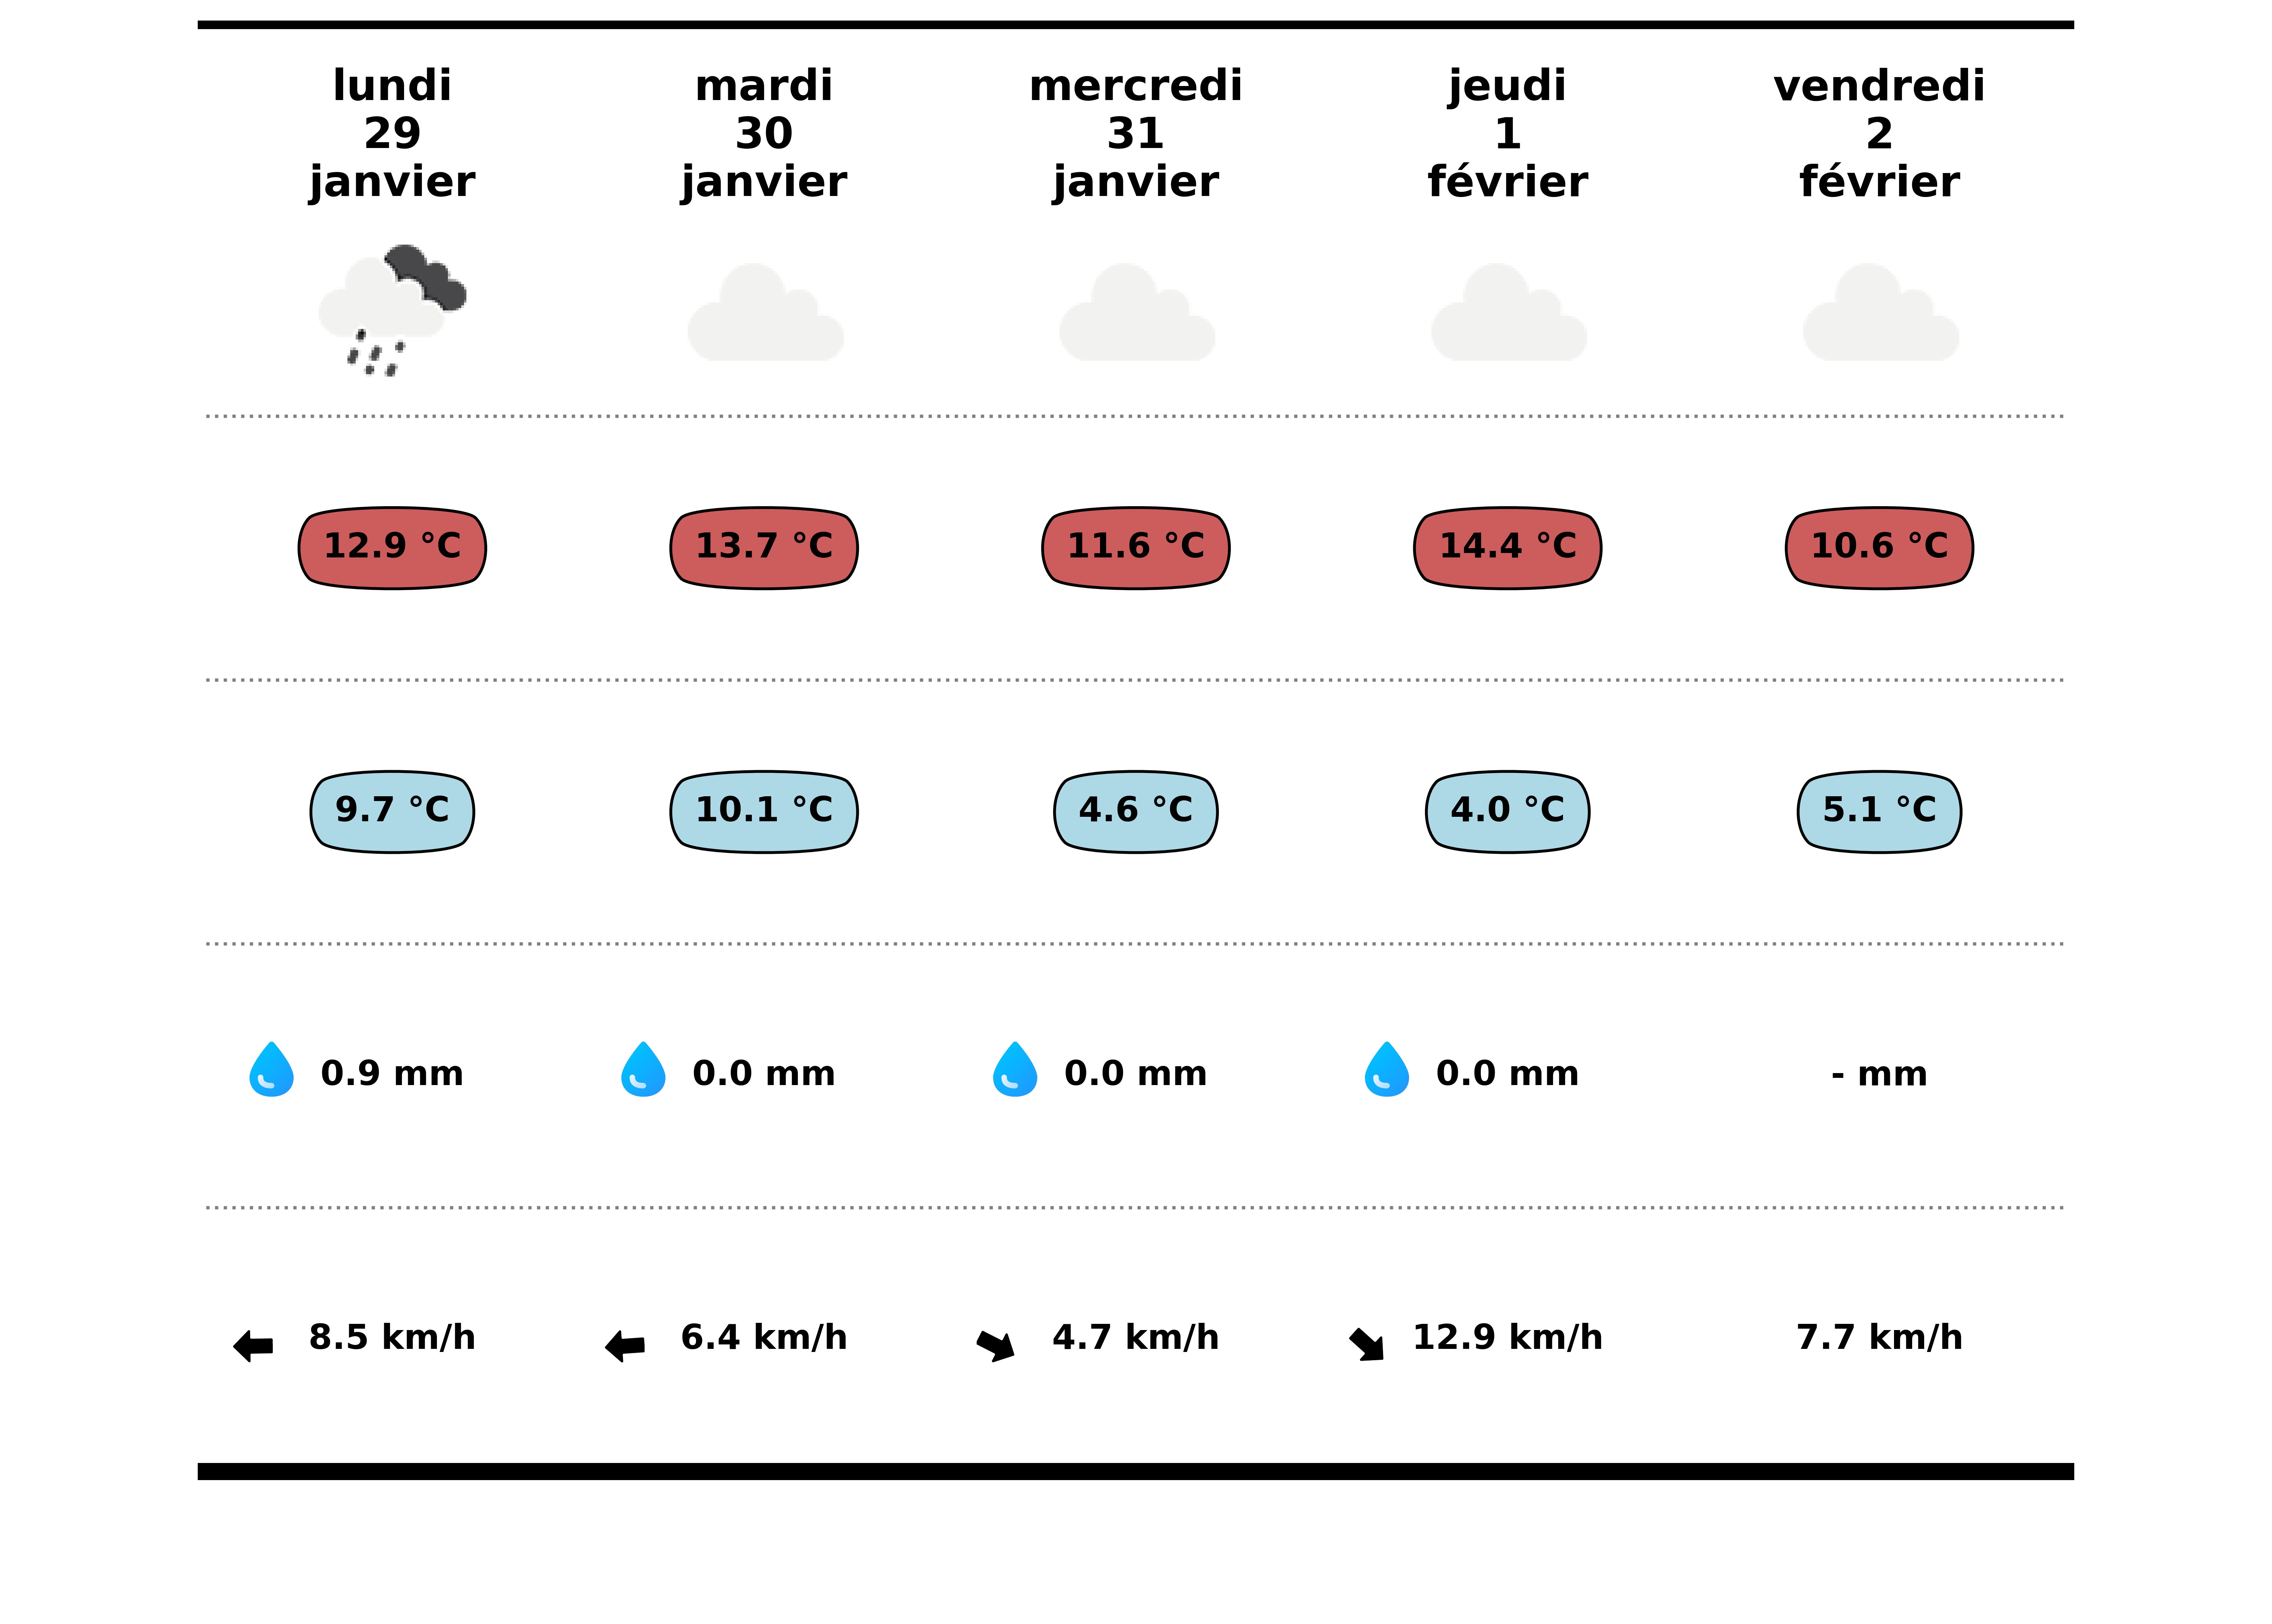 lundi
29
janvier
mardi
30
janvier
mercredi
31
janvier
jeudi
1
février
vendredi
2
février
12.9 °C
13.7 °C
11.6 °C
14.4 °C
10.6 °C
9.7 °C
10.1 °C
4.6 °C
4.0 °C
5.1 °C
0.9 mm
0.0 mm
0.0 mm
0.0 mm
- mm
8.5 km/h
6.4 km/h
4.7 km/h
12.9 km/h
7.7 km/h